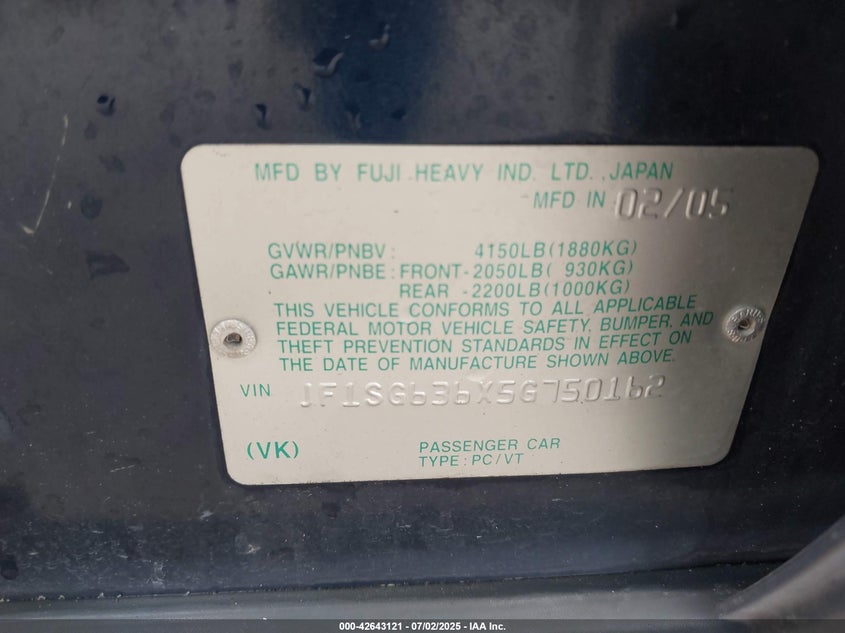 MFD BY FUJI HEAVY IND. LTD., JAPAN
MFD IN 02/05
GVWR/PNBV: 4150LB(1880KG)
GAWR/PNBE: FRONT-2050LB( 930KG)
REAR -2200LB(1000KG)
THIS VEHICLE CONFORMS TO ALL APPLICABLE
FEDERAL MOTOR VEHICLE SAFETY, BUMPER, AND
THEFT PREVENTION STANDARDS IN EFFECT ON
THE DATE OF MANUFACTURE SHOWN ABOVE.
VIN JF1SG636X5G750162
(VK) PASSENGER CAR
TYPE: PC/VT
000-42643121 - 07/02/2025 - IAA Inc.